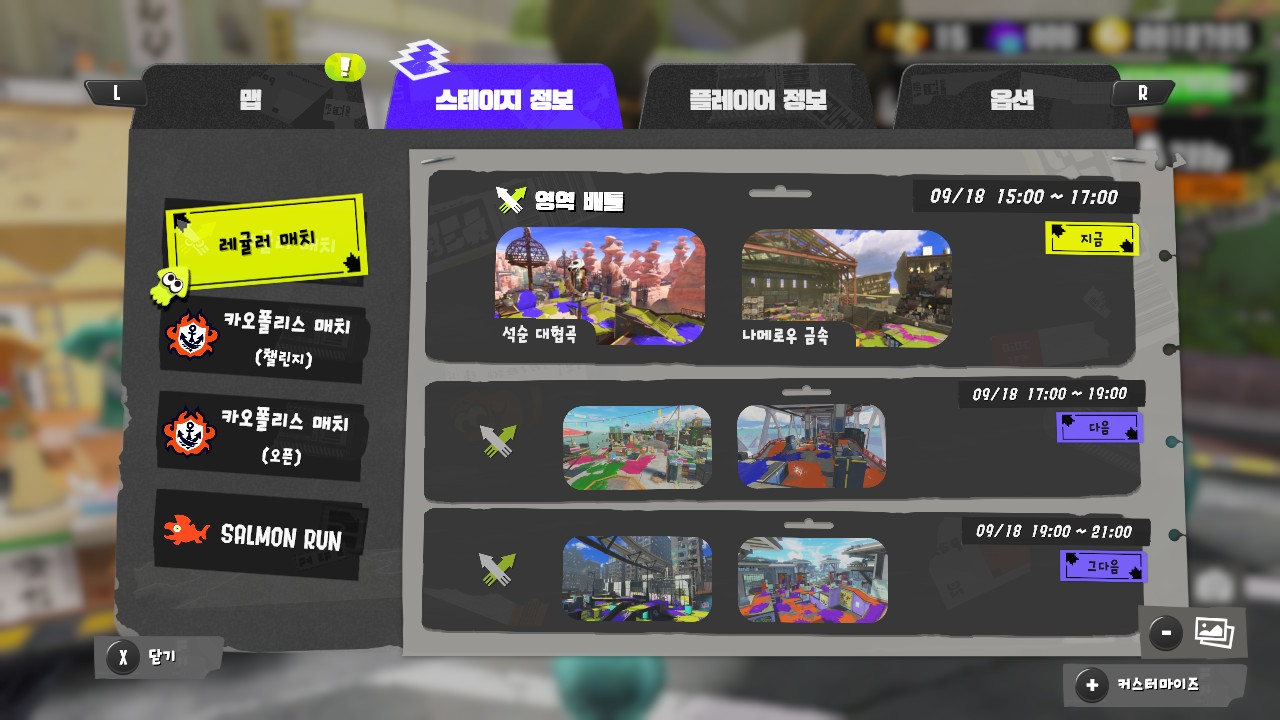 L
맵
!
스테이지 정보
플레이어 정보
옵션
R
레귤러 매치
카오폴리스 매치
(챌린지)
카오폴리스 매치
(오픈)
SALMON RUN
영역 배틀
09/18 15:00 ~ 17:00
지금
석순 대협곡
나메로우 금속
09/18 17:00 ~ 19:00
다음
09/18 19:00 ~ 21:00
그다음
X 닫기
-
+ 커스터마이즈